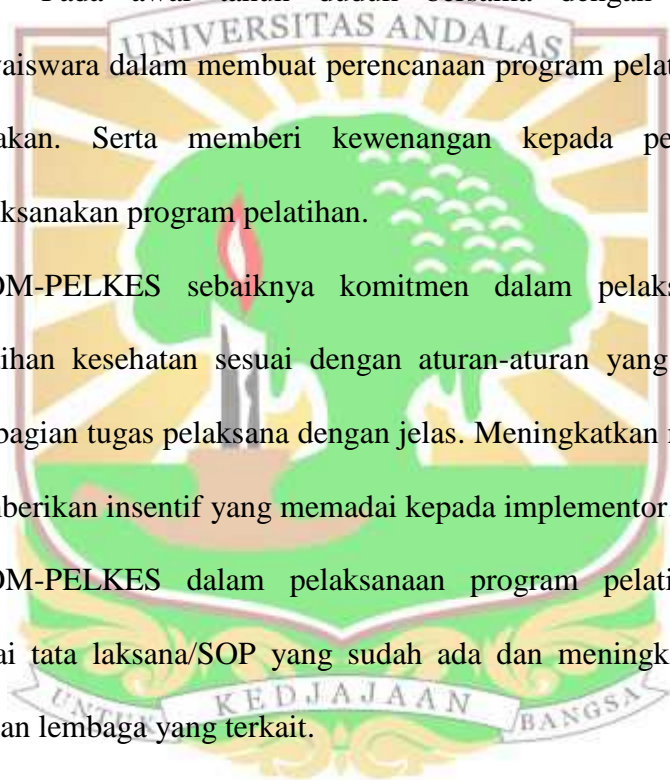 Pada awal tahun duduk bersama dengan
UNIVERSITAS ANDALAS
aiswara dalam membuat perencanaan program pelat
akan. Serta memberi kewenangan kepada pe
ksanakan program pelatihan.
OM-PELKES sebaiknya komitmen dalam pelaks
ihan kesehatan sesuai dengan aturan-aturan yang
bagian tugas pelaksana dengan jelas. Meningkatkan
berikan insentif yang memadai kepada implementor.
OM-PELKES dalam pelaksanaan program pelati
ai tata laksana/SOP yang sudah ada dan meningk
an lembaga yang terkait.
UNTUK KEDJAJAAN BANGSA